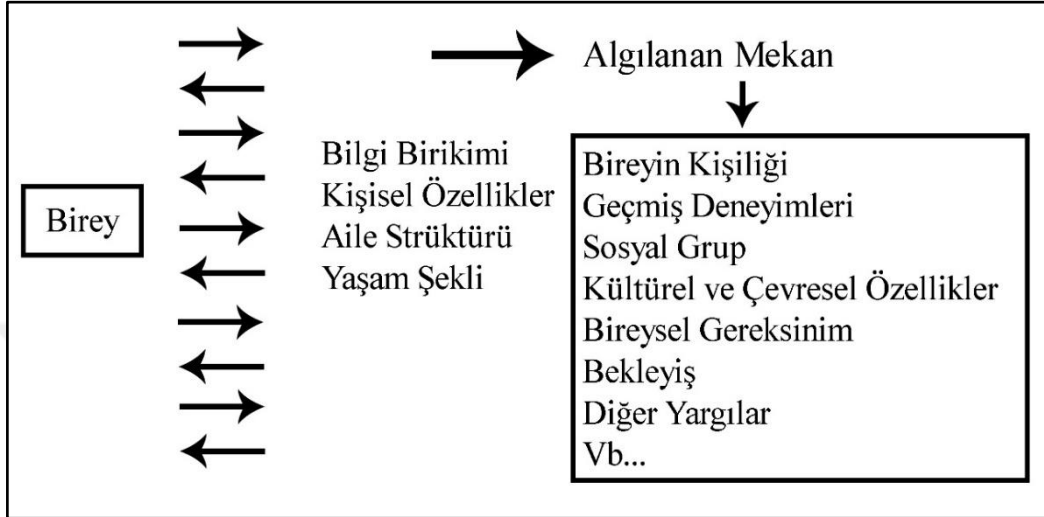 Birey
Bilgi Birikimi
Kişisel Özellikler
Aile Strüktürü
Yaşam Şekli
Algılanan Mekan
Bireyin Kişiliği
Geçmiş Deneyimleri
Sosyal Grup
Kültürel ve Çevresel Özellikler
Bireysel Gereksinim
Bekleyiş
Diğer Yargılar
Vb...